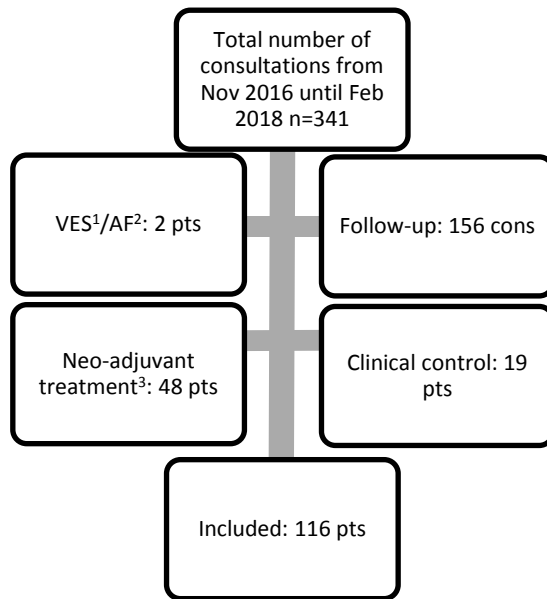 Total number of
consultations from
Nov 2016 until Feb
2018 n=341
VES¹/AF²: 2 pts
Follow-up: 156 cons
Neo-adjuvant
treatment³: 48 pts
Clinical control: 19
pts
Included: 116 pts